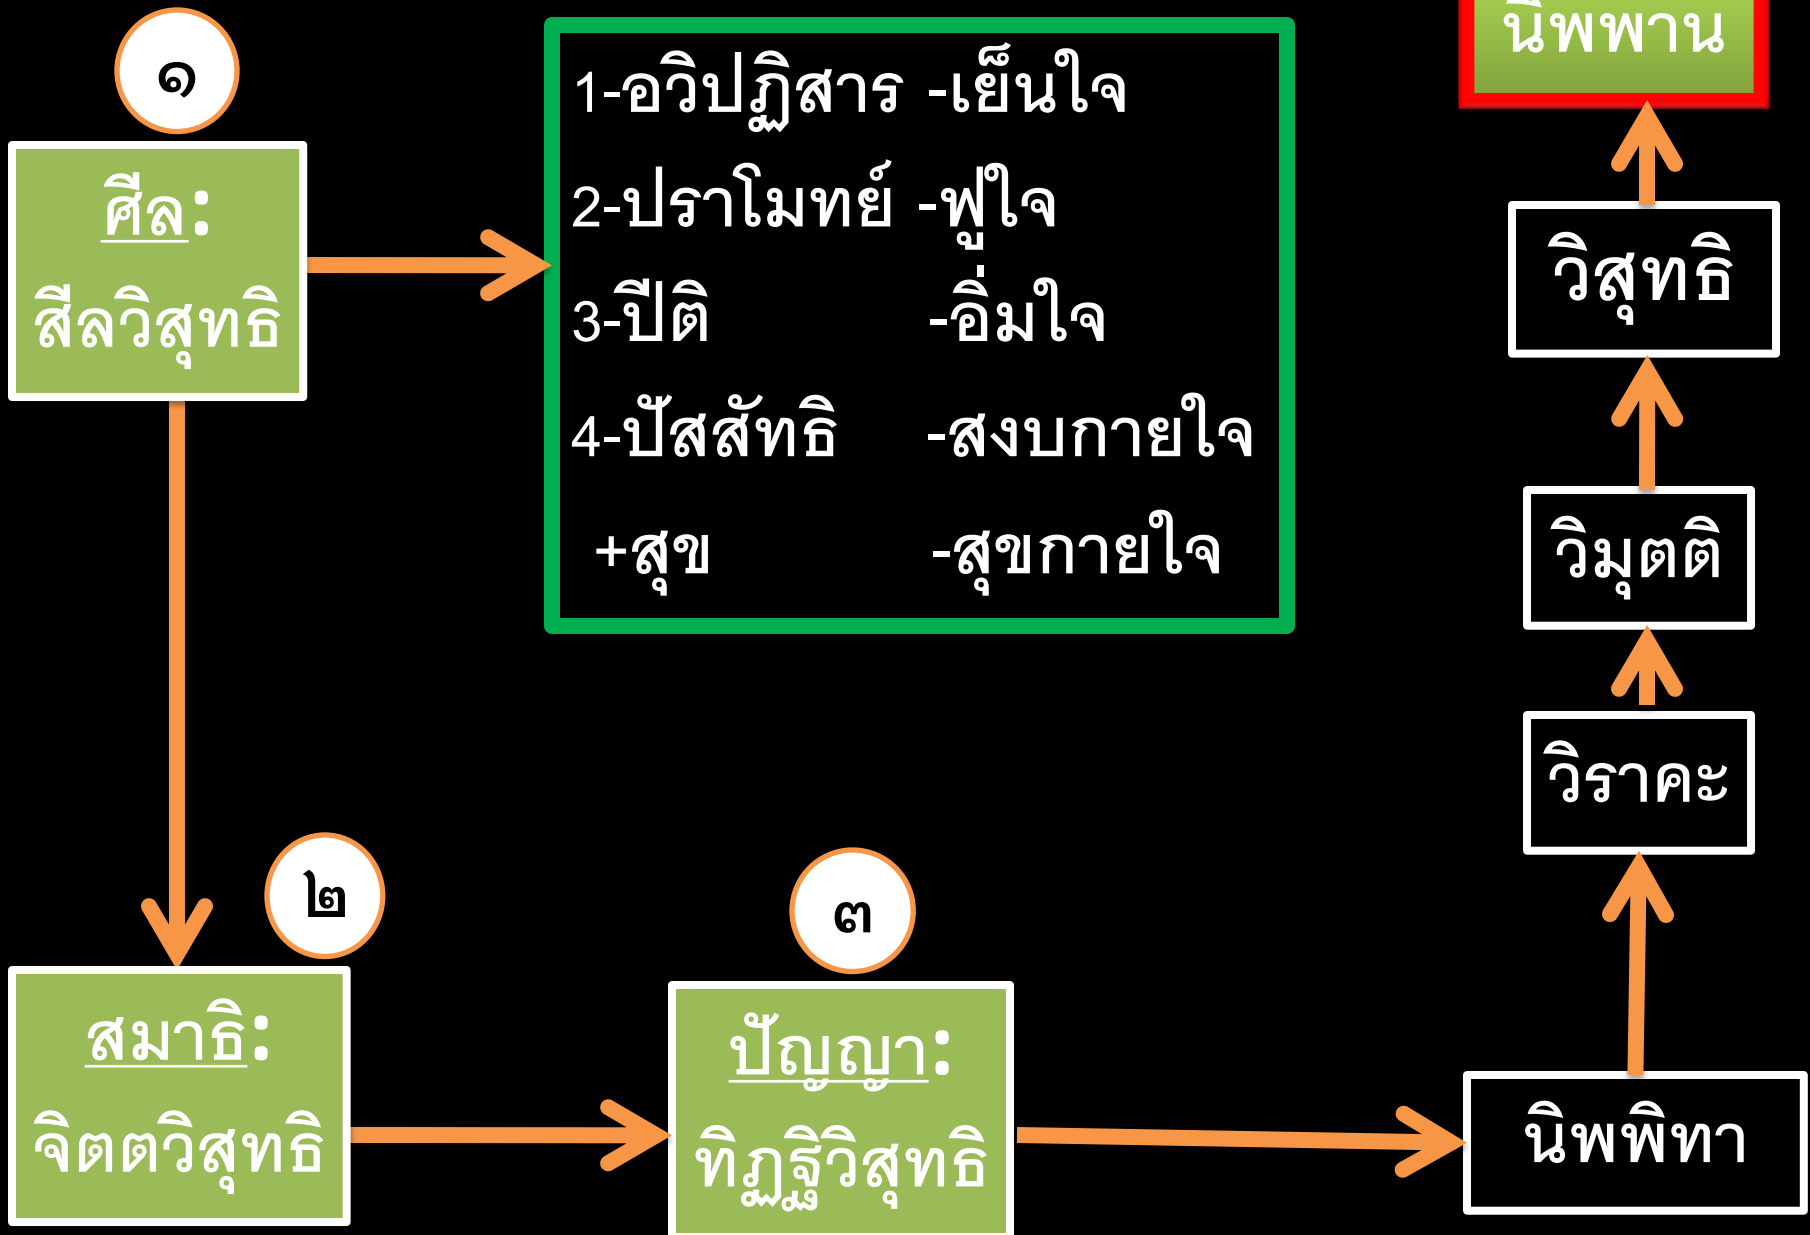 ๑
ศีล:
สีลวิสุทธิ
1-อวิปฏิสาร -เย็นใจ
2-ปราโมทย์ -ฟูใจ
3-ปีติ -อิ่มใจ
4-ปัสสัทธิ -สงบกายใจ
+สุข -สุขกายใจ
๒
สมาธิ:
จิตตวิสุทธิ
๓
ปัญญา:
ทิฏฐิวิสุทธิ
นิพพิทา
วิราคะ
วิมุตติ
วิสุทธิ
นิพพาน